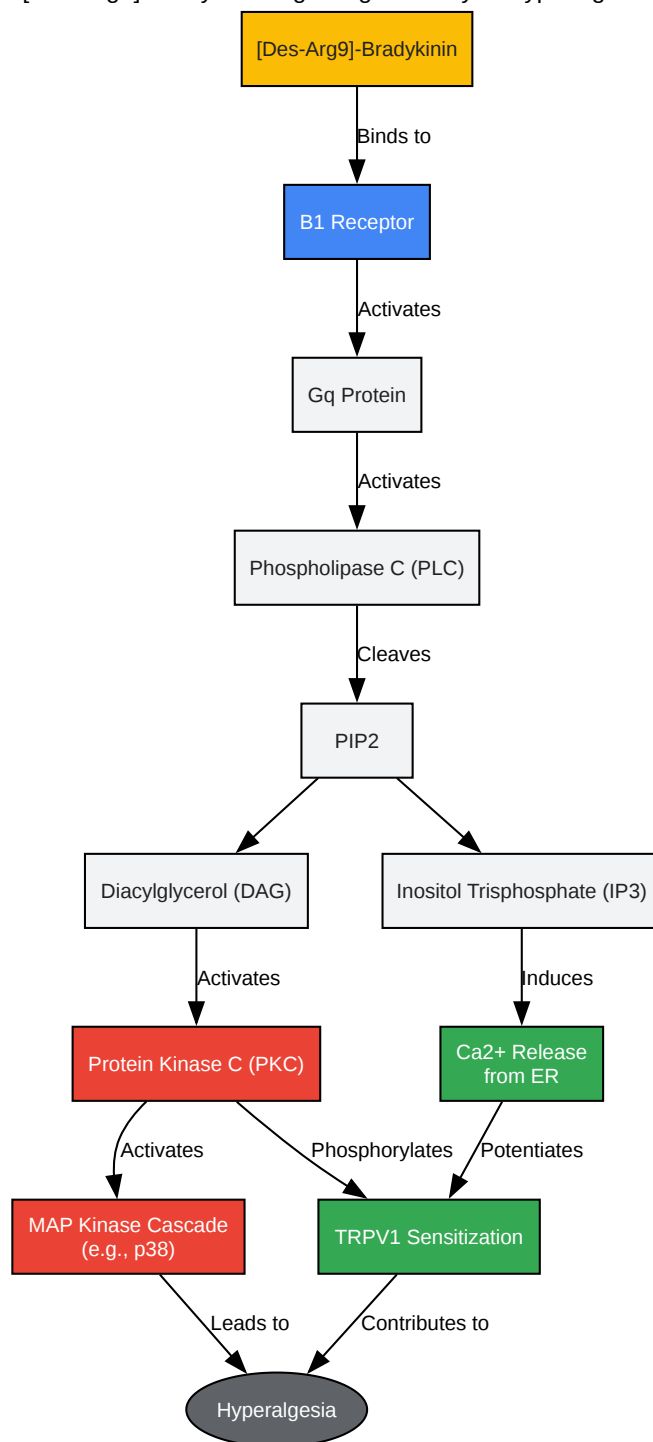 [Des-Arg9]-Bradykinin
Binds to
B1 Receptor
Activates
Gq Protein
Activates
Phospholipase C (PLC)
Cleaves
PIP2
Diacylglycerol (DAG)
Inositol Trisphosphate (IP3)
Activates
Induces
Protein Kinase C (PKC)
Ca2+ Release
from ER
Activates
Phosphorylates
Potentiates
MAP Kinase Cascade
(e.g., p38)
TRPV1 Sensitization
Leads to
Contributes to
Hyperalgesia